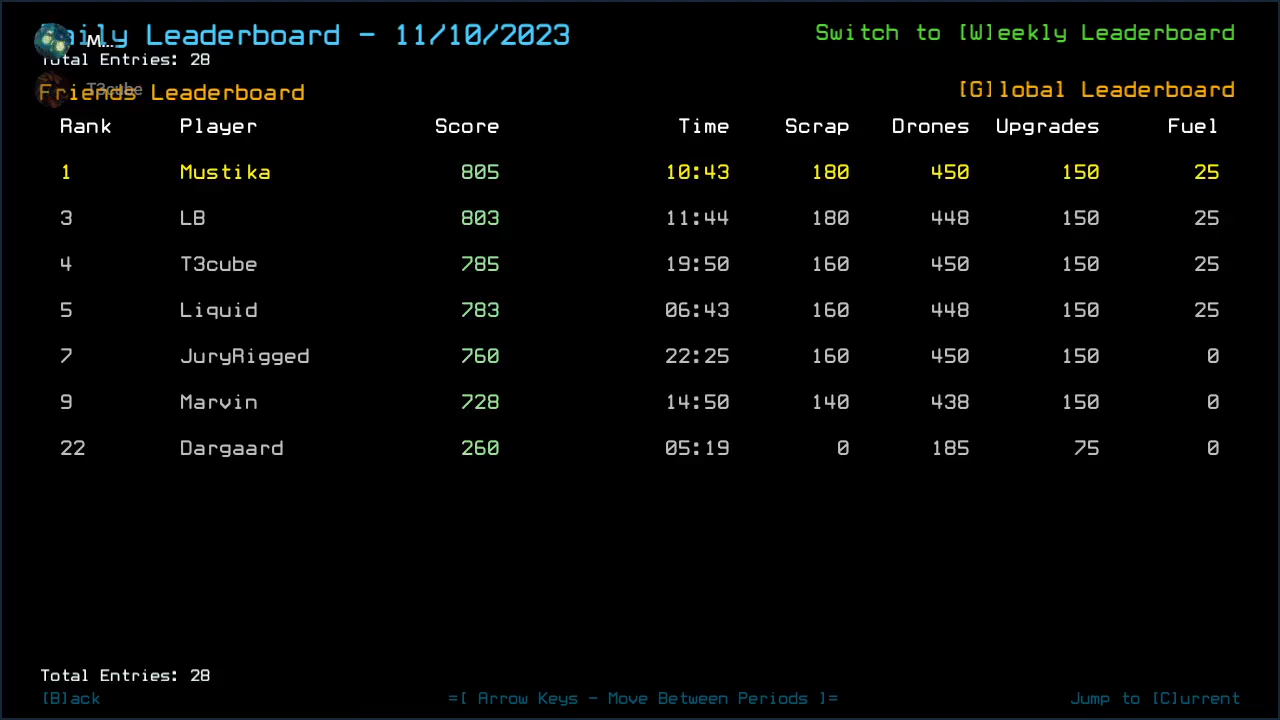 Daily Leaderboard - 11/10/2023
Switch to [W]eekly Leaderboard
M...
Total Entries: 28
T3cube
Friends Leaderboard
[G]lobal Leaderboard
Rank Player Score Time Scrap Drones Upgrades Fuel
1 Mustika 805 10:43 180 450 150 25
3 LB 803 11:44 180 448 150 25
4 T3cube 785 19:50 160 450 150 25
5 Liquid 783 06:43 160 448 150 25
7 JuryRigged 760 22:25 160 450 150 0
9 Marvin 728 14:50 140 438 150 0
22 Dargaard 260 05:19 0 185 75 0
Total Entries: 28
[B]ack =[ Arrow Keys - Move Between Periods ]= Jump to [C]urrent